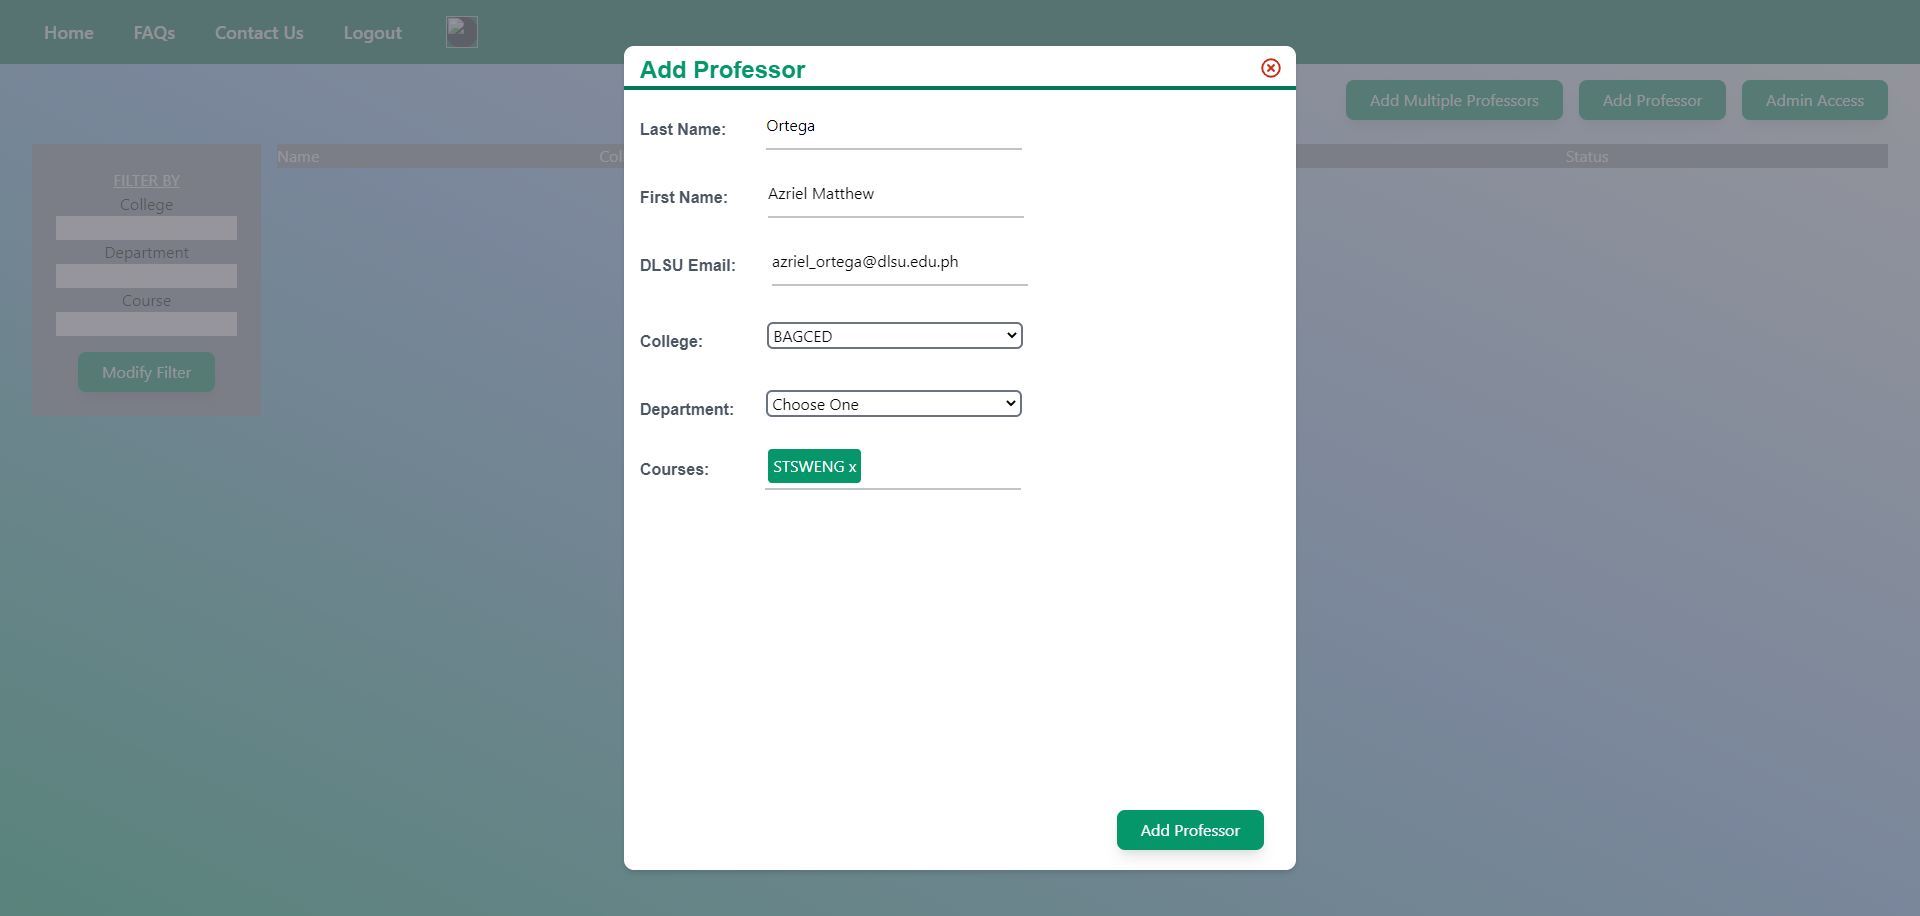 Home FAQs Contact Us Logout
Add Professor
Add Multiple Professors Add Professor Admin Access
Name Col Status
FILTER BY
College
Department
Course
Modify Filter
Last Name: Ortega
First Name: Azriel Matthew
DLSU Email: azriel_ortega@dlsu.edu.ph
College: BAGCED
Department: Choose One
Courses: STSWENG x
Add Professor